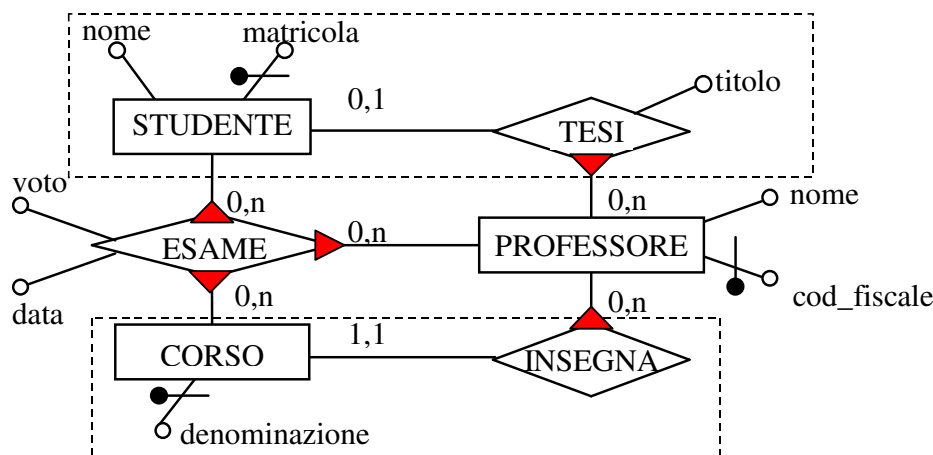 nome matricola
0,1 titolo
STUDENTE TESI
voto
0,n 0,n nome
ESAME 0,n PROFESSORE
data 0,n 0,n cod_fiscale
1,1
CORSO INSEGNA
denominazione